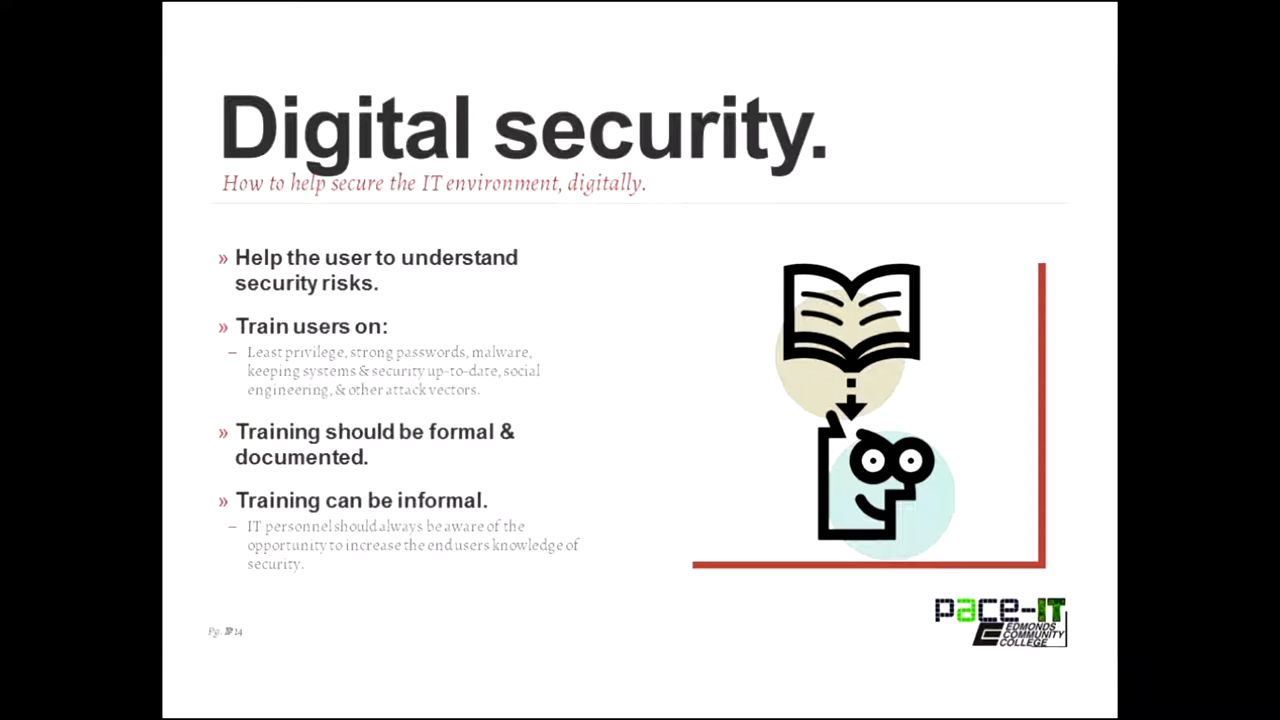 Digital security.
How to help secure the IT environment, digitally.
» Help the user to understand
security risks.
» Train users on:
– Least privilege, strong passwords, malware,
keeping systems & security up-to-date, social
engineering, & other attack vectors.
» Training should be formal &
documented.
» Training can be informal.
– IT personnel should always be aware of the
opportunity to increase the end users knowledge of
security.
Pg. 14
pace-IT
EDMONDS
COMMUNITY
COLLEGE